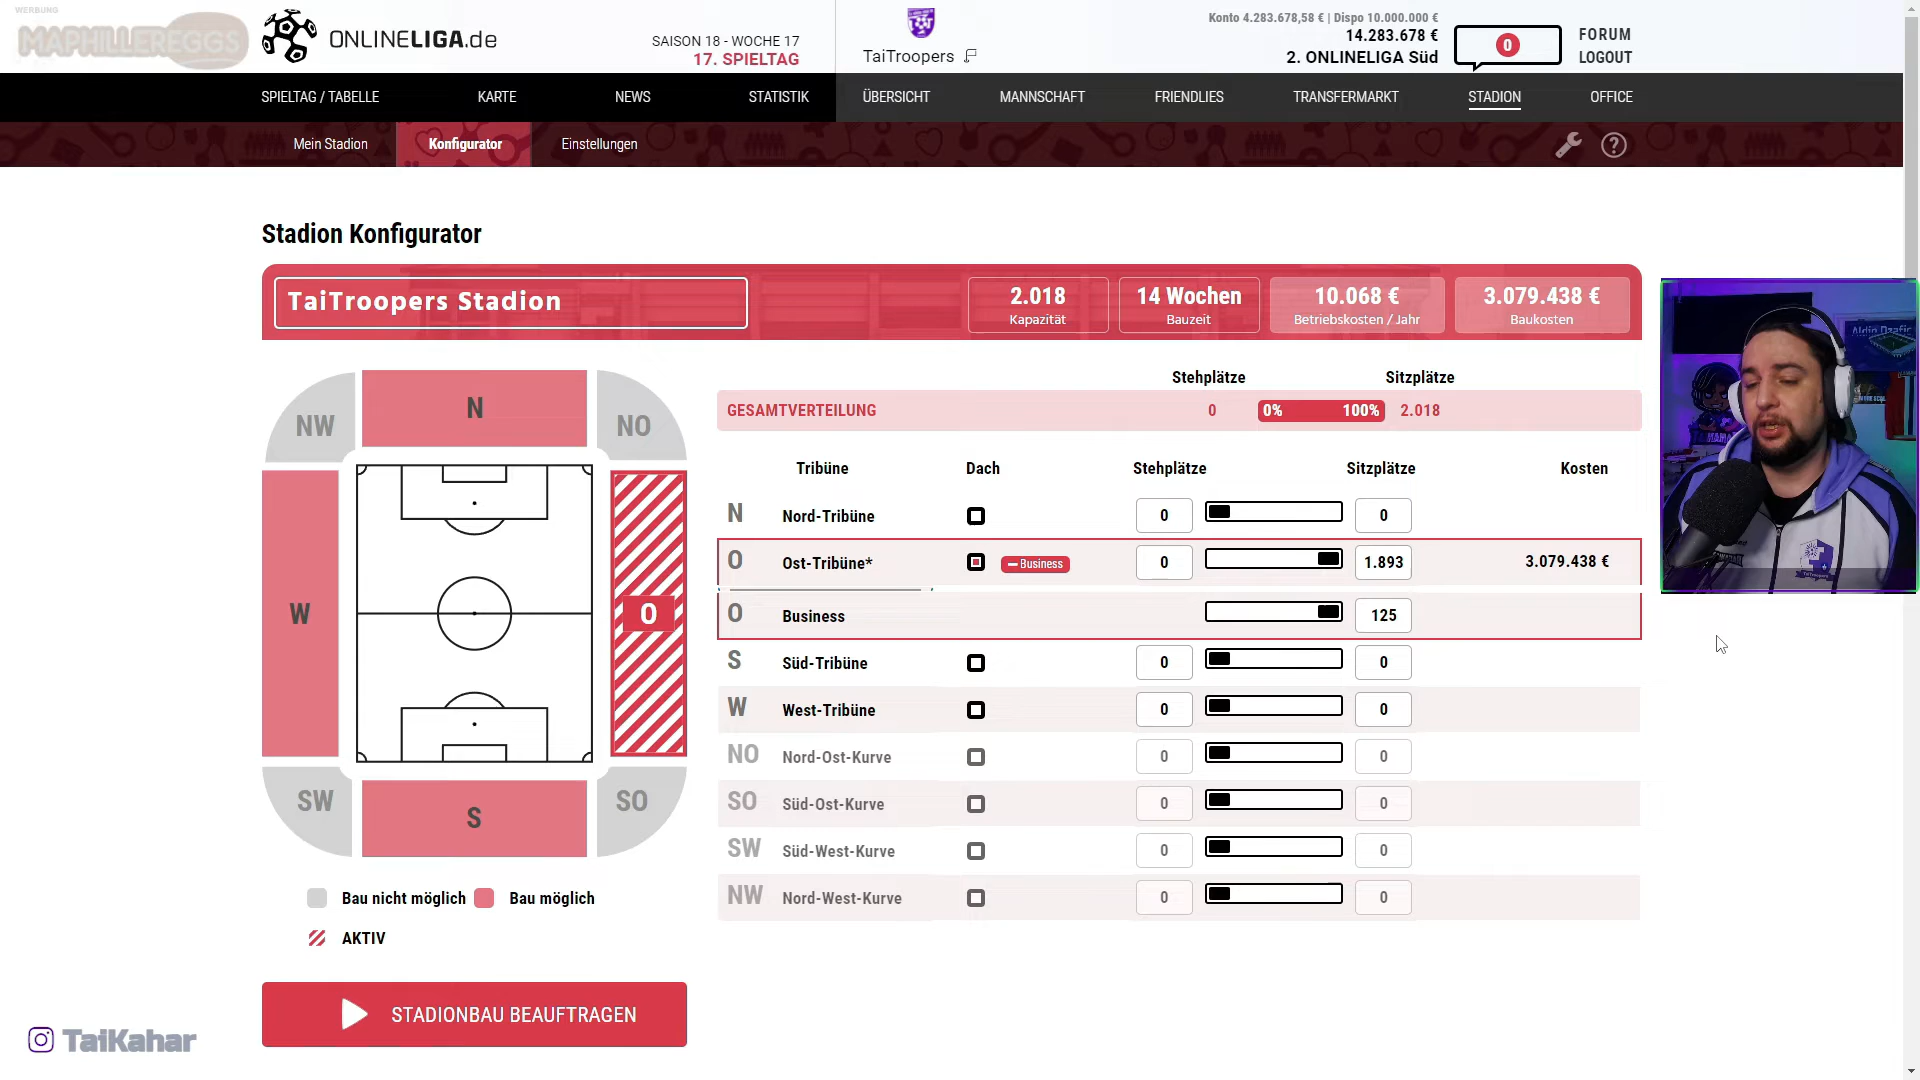 WERBUNG
MAPHILLEREGGS
ONLINELIGA.de
SAISON 18 - WOCHE 17
17. SPIELTAG
TaiTroopers
Konto 4.283.678,58 € | Dispo 10.000.000 €
14.283.678 €
2. ONLINELIGA Süd
0
FORUM
LOGOUT
SPIELTAG / TABELLE
KARTE
NEWS
STATISTIK
ÜBERSICHT
MANNSCHAFT
FRIENDLIES
TRANSFERMARKT
STADION
OFFICE
Mein Stadion
Konfigurator
Einstellungen
?
Stadion Konfigurator
TaiTroopers Stadion
2.018
Kapazität
14 Wochen
Bauzeit
10.068 €
Betriebskosten / Jahr
3.079.438 €
Baukosten
NW
N
NO
W
O
SW
S
SO
Bau nicht möglich
Bau möglich
AKTIV
STADIONBAU BEAUFTRAGEN
Stehplätze Sitzplätze
GESAMTVERTEILUNG 0 0% 100% 2.018
Tribüne Dach Stehplätze Sitzplätze Kosten
N Nord-Tribüne 0 0
O Ost-Tribüne* Business 0 1.893 3.079.438 €
O Business 125
S Süd-Tribüne 0 0
W West-Tribüne 0 0
NO Nord-Ost-Kurve 0 0
SO Süd-Ost-Kurve 0 0
SW Süd-West-Kurve 0 0
NW Nord-West-Kurve 0 0
Aldin Dzafic
TaiTroopers
TaiKahar